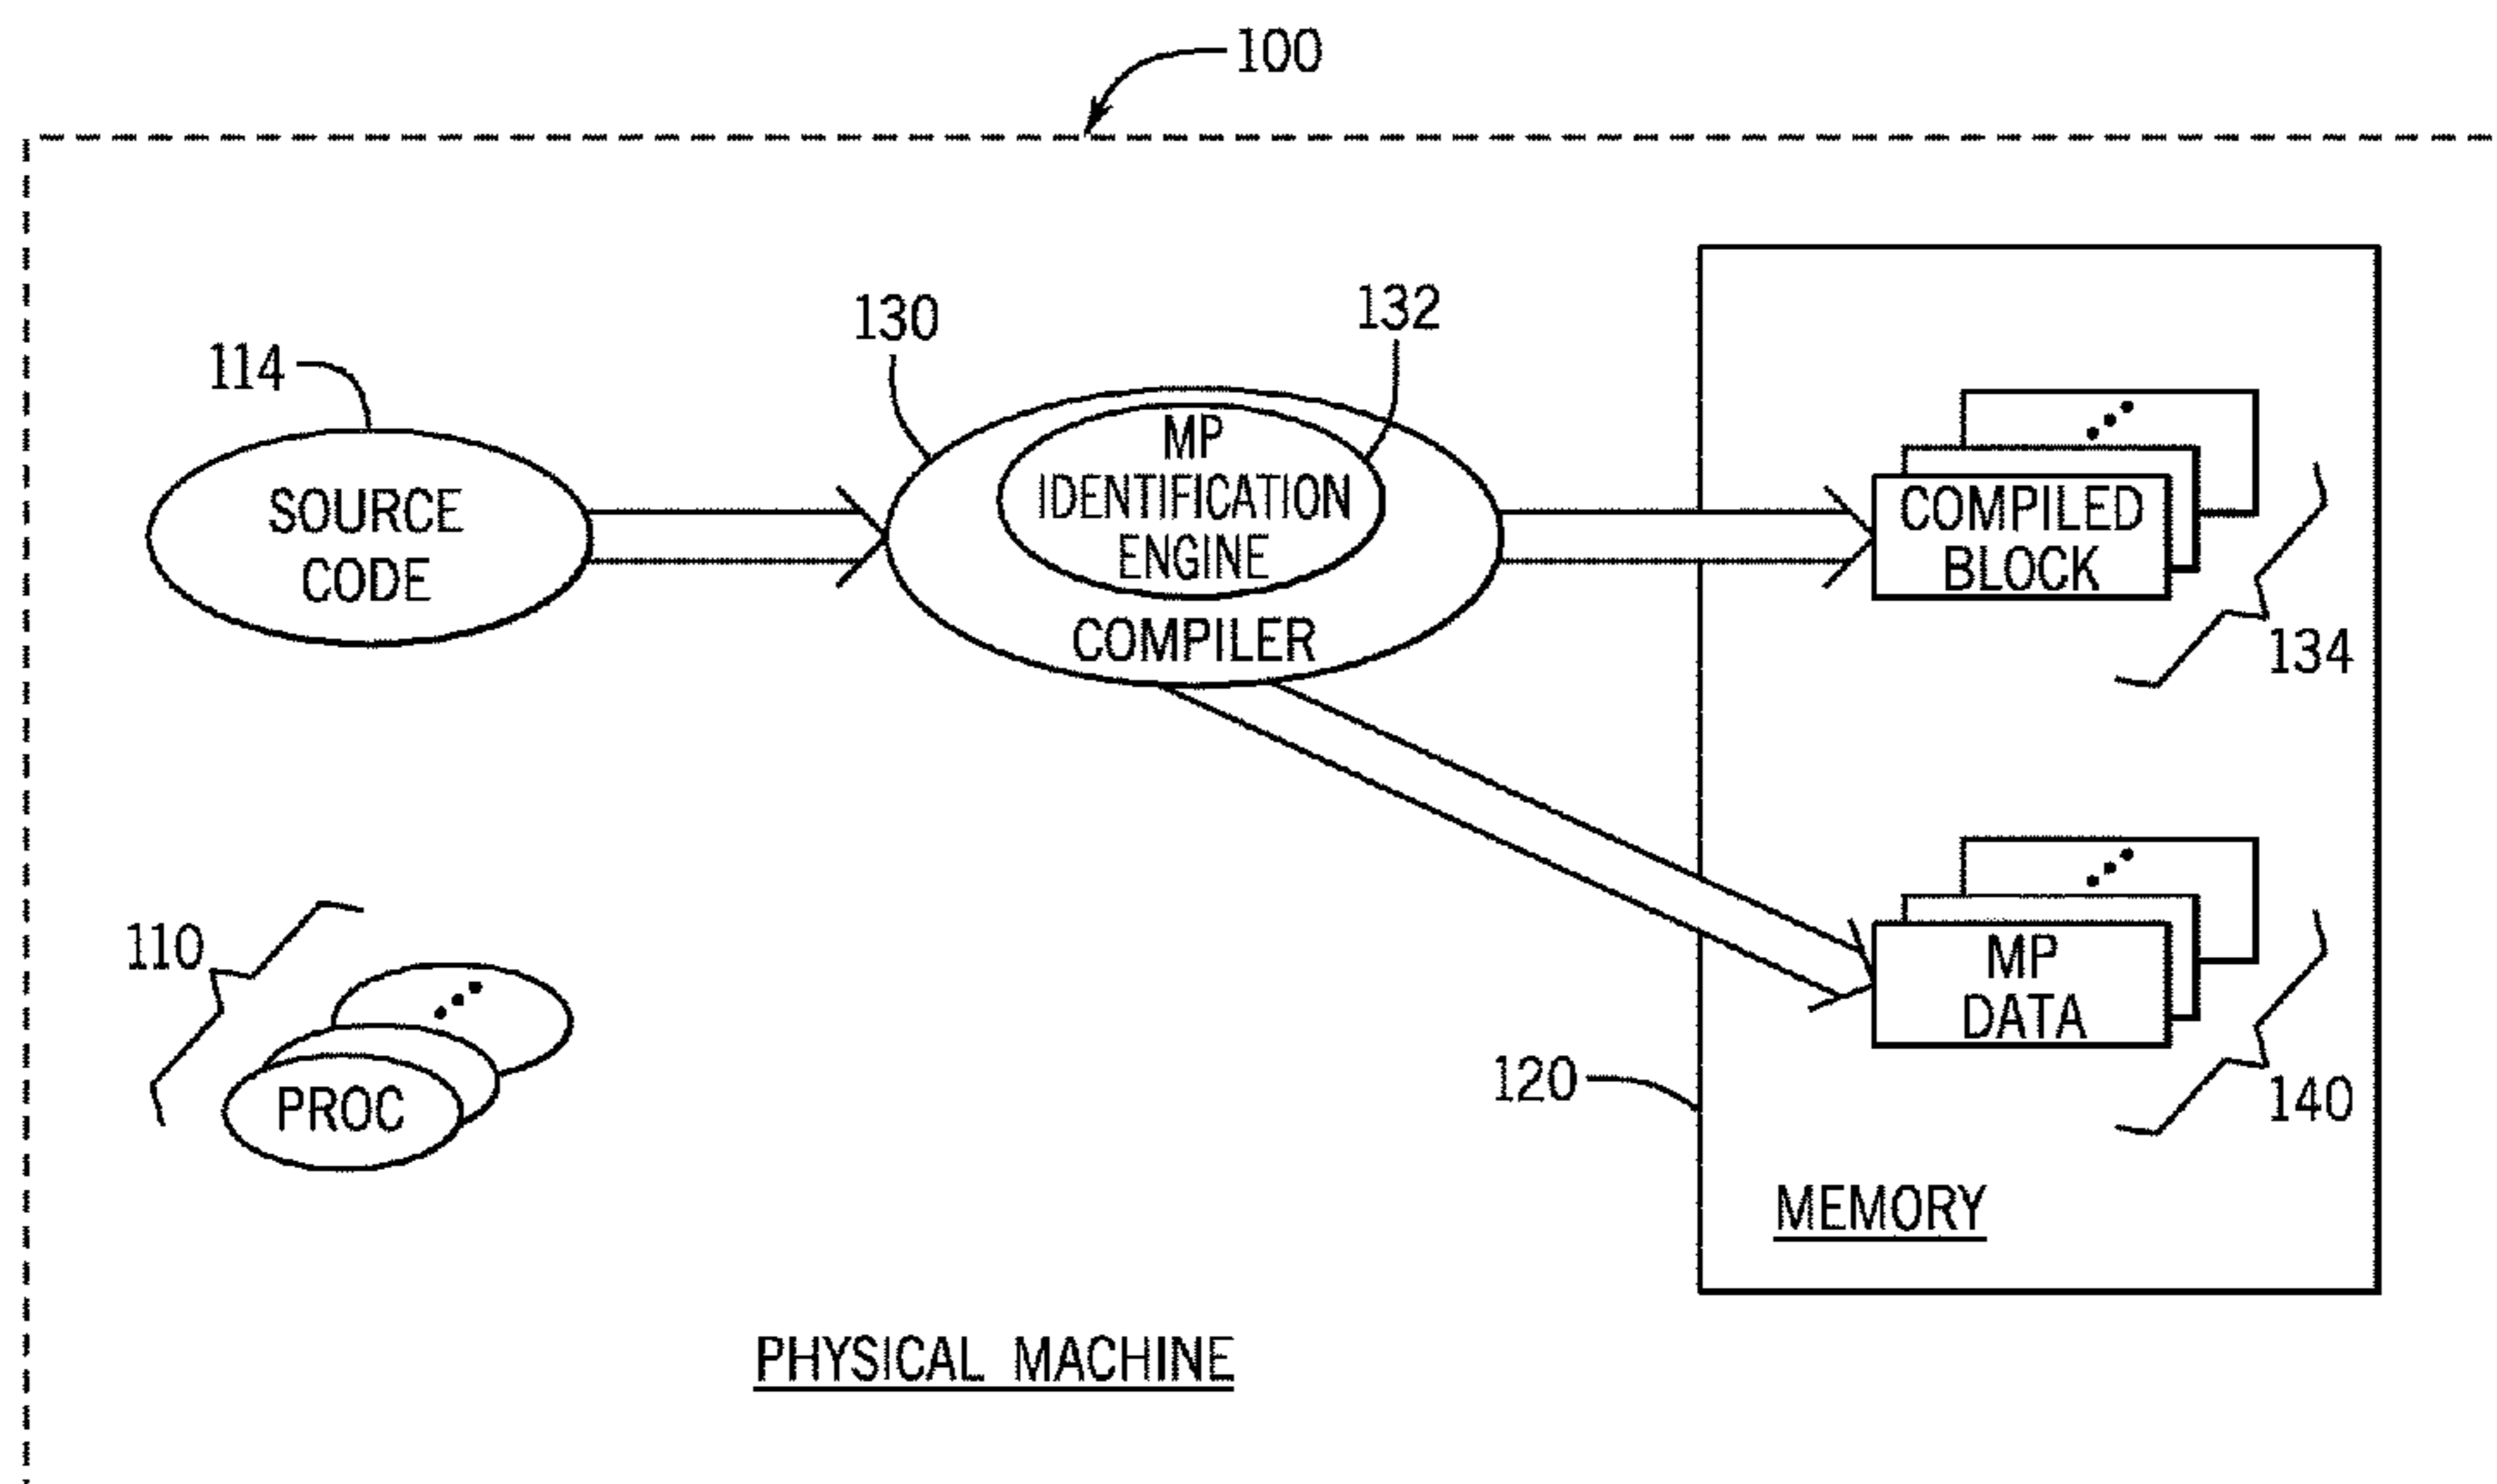 100
130
132
114
MP
IDENTIFICATION
ENGINE
COMPILER
SOURCE
CODE
COMPILED
BLOCK
134
110
PROC
MP
DATA
120
140
MEMORY
PHYSICAL MACHINE